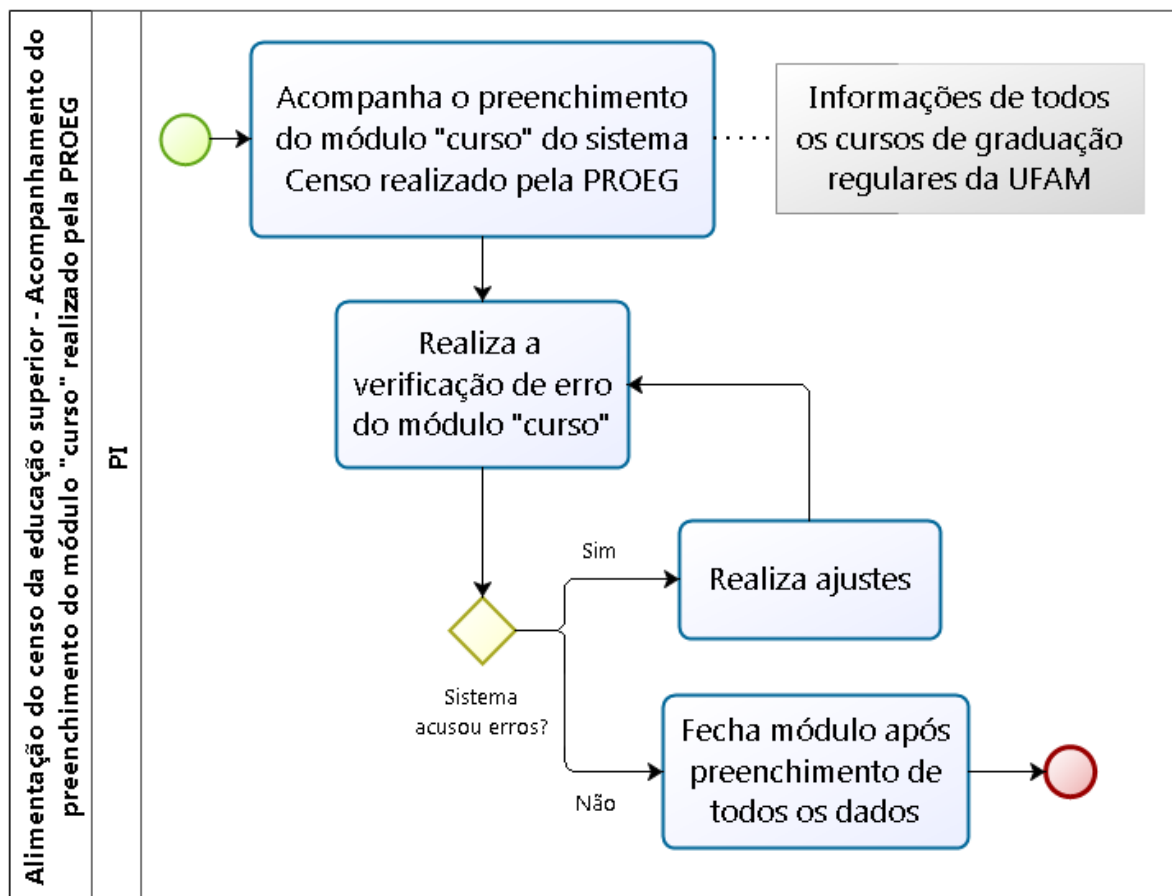 Alimentação do censo da educação superior - Acompanhamento do
preenchimento do módulo "curso" realizado pela PROEG
PI
Acompanha o preenchimento
do módulo "curso" do sistema
Censo realizado pela PROEG
Informações de todos
os cursos de graduação
regulares da UFAM
Realiza a
verificação de erro
do módulo "curso"
Sim
Realiza ajustes
Sistema
acusou erros?
Não
Fecha módulo após
preenchimento de
todos os dados